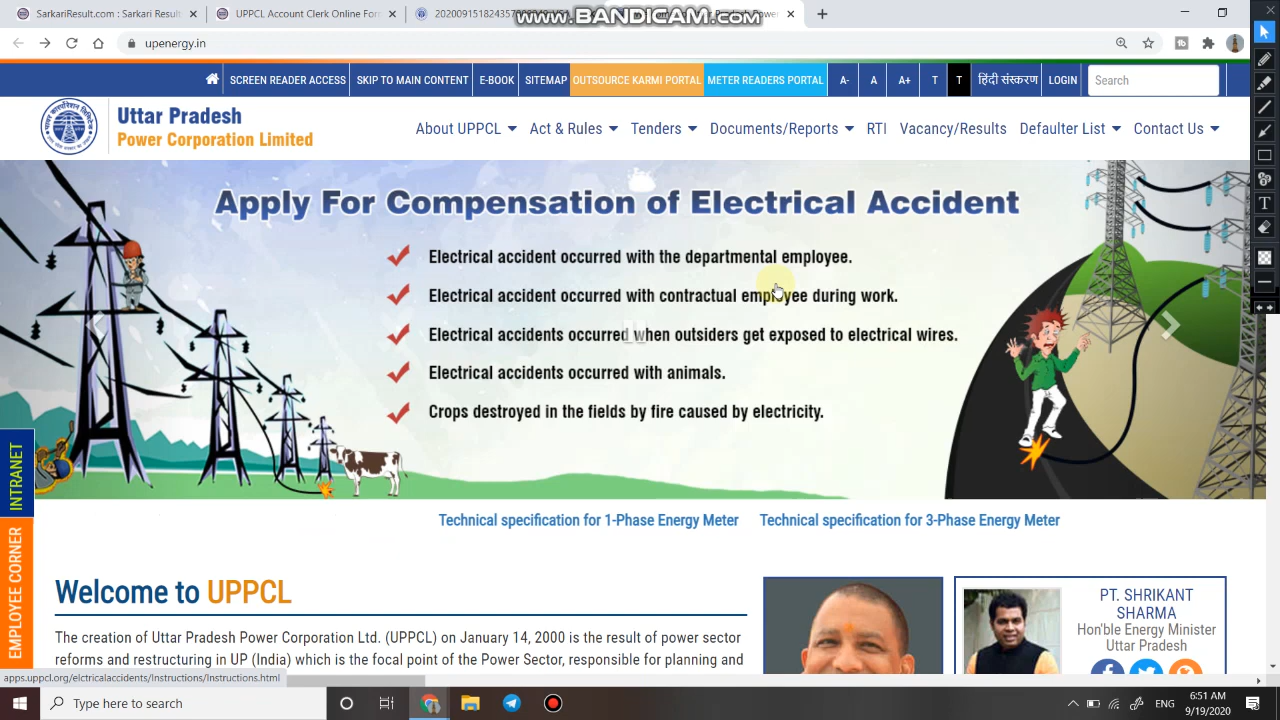 SarkariResult.com : Sarkari Resul
UPPCL Account Clerk Online For
www.BANDICAM.com
upenergy.in
SCREEN READER ACCESS
SKIP TO MAIN CONTENT
E-BOOK
SITEMAP
OUTSOURCE KARMI PORTAL
METER READERS PORTAL
A-
A
A+
T
T
हिंदी संस्करण
LOGIN
Search
Uttar Pradesh
Power Corporation Limited
About UPPCL
Act & Rules
Tenders
Documents/Reports
RTI
Vacancy/Results
Defaulter List
Contact Us
Apply For Compensation of Electrical Accident
Electrical accident occurred with the departmental employee.
Electrical accident occurred with contractual employee during work.
Electrical accidents occurred when outsiders get exposed to electrical wires.
Electrical accidents occurred with animals.
Crops destroyed in the fields by fire caused by electricity.
INTRANET
EMPLOYEE CORNER
Technical specification for 1-Phase Energy Meter
Technical specification for 3-Phase Energy Meter
Welcome to UPPCL
The creation of Uttar Pradesh Power Corporation Ltd. (UPPCL) on January 14, 2000 is the result of power sector
reforms and restructuring in UP (India) which is the focal point of the Power Sector, responsible for planning and
PT. SHRIKANT
SHARMA
Hon'ble Energy Minister
Uttar Pradesh
apps.uppcl.org/elctricalaccidents/Instructions/Instructions.html
Type here to search
ENG
6:51 AM
9/19/2020